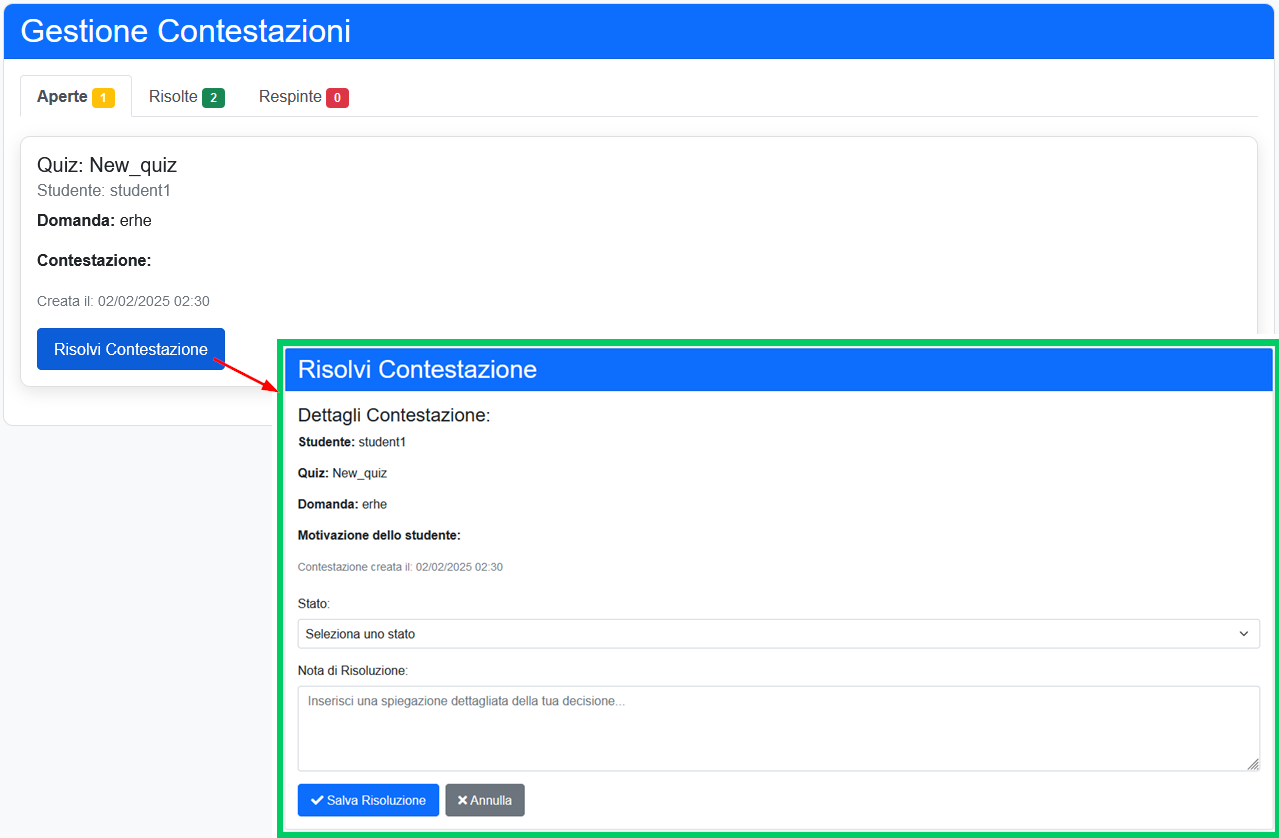 Gestione Contestazioni
Aperte 1 Risolte 2 Respinte 0
Quiz: New_quiz
Studente: student1
Domanda: erhe
Contestazione:
Creata il: 02/02/2025 02:30
Risolvi Contestazione
Risolvi Contestazione
Dettagli Contestazione:
Studente: student1
Quiz: New_quiz
Domanda: erhe
Motivazione dello studente:
Contestazione creata il: 02/02/2025 02:30
Stato:
Seleziona uno stato
Nota di Risoluzione:
Inserisci una spiegazione dettagliata della tua decisione...
Salva Risoluzione Annulla